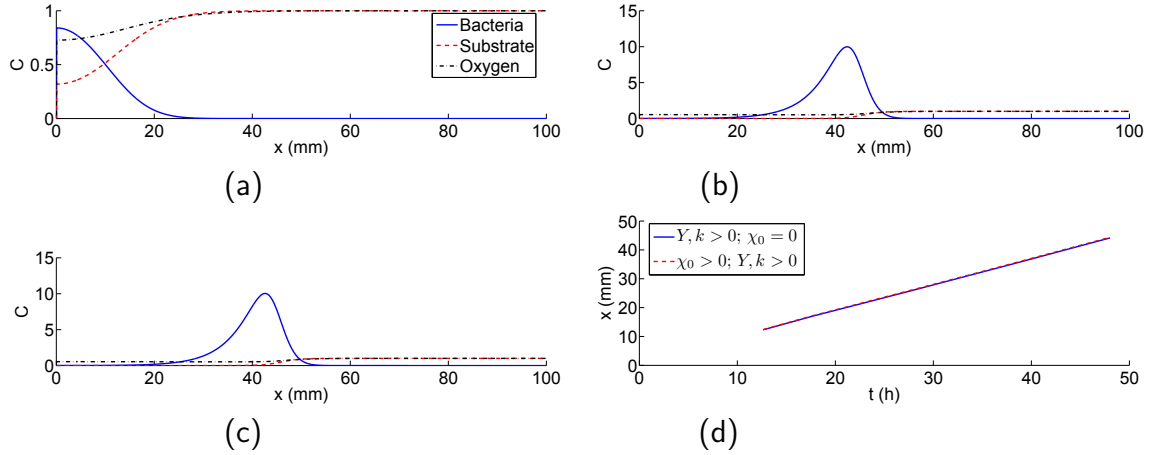 C
1
0.5
0
0 20 40 60 80 100
x (mm)
Bacteria
Substrate
Oxygen
(a)
C
15
10
5
0
0 20 40 60 80 100
x (mm)
(b)
C
15
10
5
0
0 20 40 60 80 100
x (mm)
(c)
x (mm)
50
40
30
20
10
0
0 10 20 30 40 50
t (h)
Y, k > 0; χ₀ = 0
χ₀ > 0; Y, k > 0
(d)